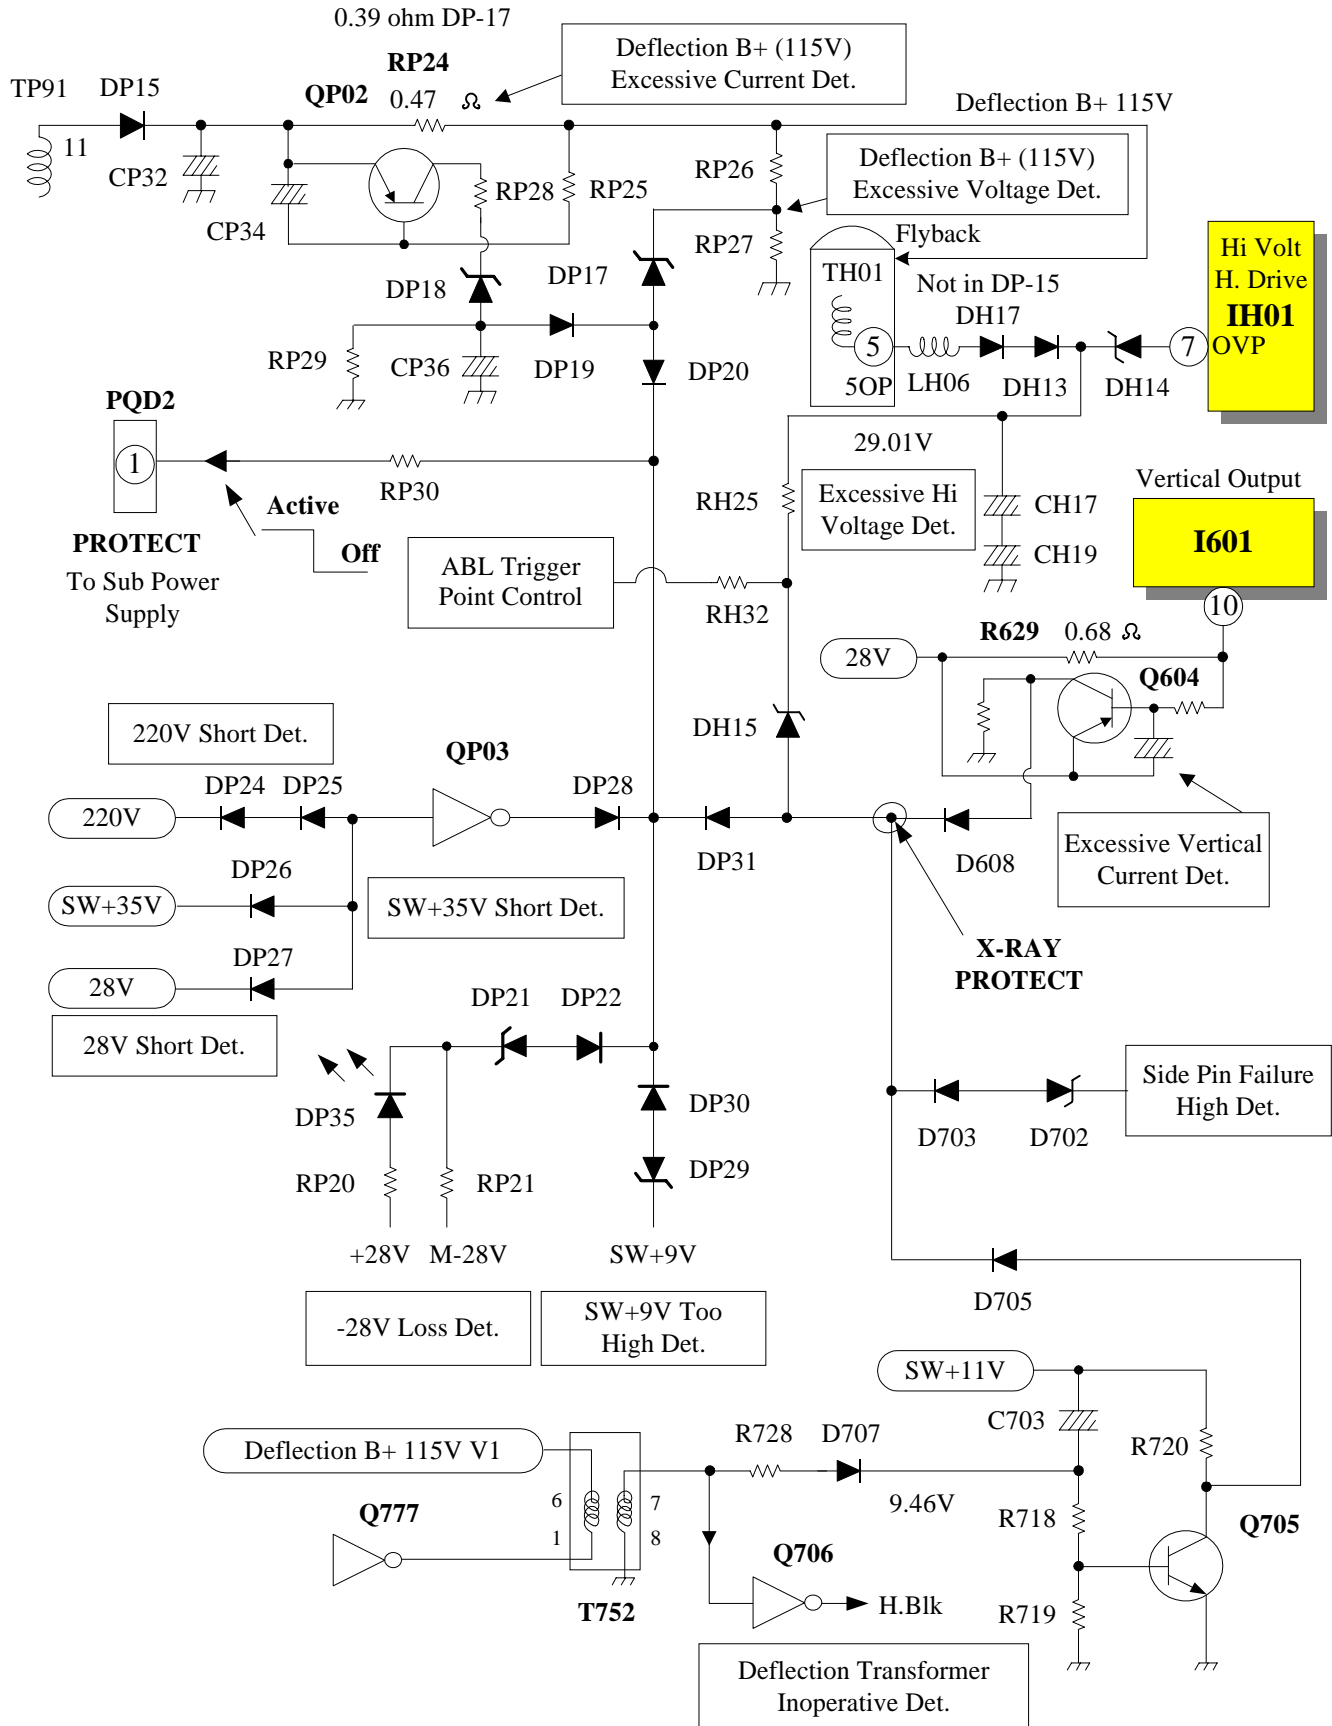 0.39 ohm DP-17
Deflection B+ (115V)
Excessive Current Det.
RP24
TP91
DP15
QP02
0.47 Ω
Deflection B+ 115V
11
CP32
CP34
RP28
RP25
RP26
Deflection B+ (115V)
Excessive Voltage Det.
RP27
Flyback
TH01
Not in DP-15
DH17
Hi Volt
H. Drive
IH01
DP18
DP17
RP29
CP36
DP19
DP20
5
5OP
LH06
DH13
DH14
7
OVP
PQD2
1
RP30
29.01V
Active
Off
PROTECT
To Sub Power
Supply
ABL Trigger
Point Control
RH25
RH32
Excessive Hi
Voltage Det.
CH17
CH19
Vertical Output
I601
10
R629
0.68 Ω
28V
Q604
220V Short Det.
QP03
DH15
DP24
DP25
DP28
220V
DP31
D608
Excessive Vertical
Current Det.
DP26
SW+35V
SW+35V Short Det.
DP27
28V
28V Short Det.
X-RAY
PROTECT
DP21
DP22
DP35
DP30
DP29
RP20
RP21
+28V
M-28V
SW+9V
-28V Loss Det.
SW+9V Too
High Det.
D703
D702
Side Pin Failure
High Det.
D705
SW+11V
C703
R720
Deflection B+ 115V V1
R728
D707
9.46V
6
7
1
8
Q777
T752
Q706
H.Blk
R718
R719
Q705
Deflection Transformer
Inoperative Det.